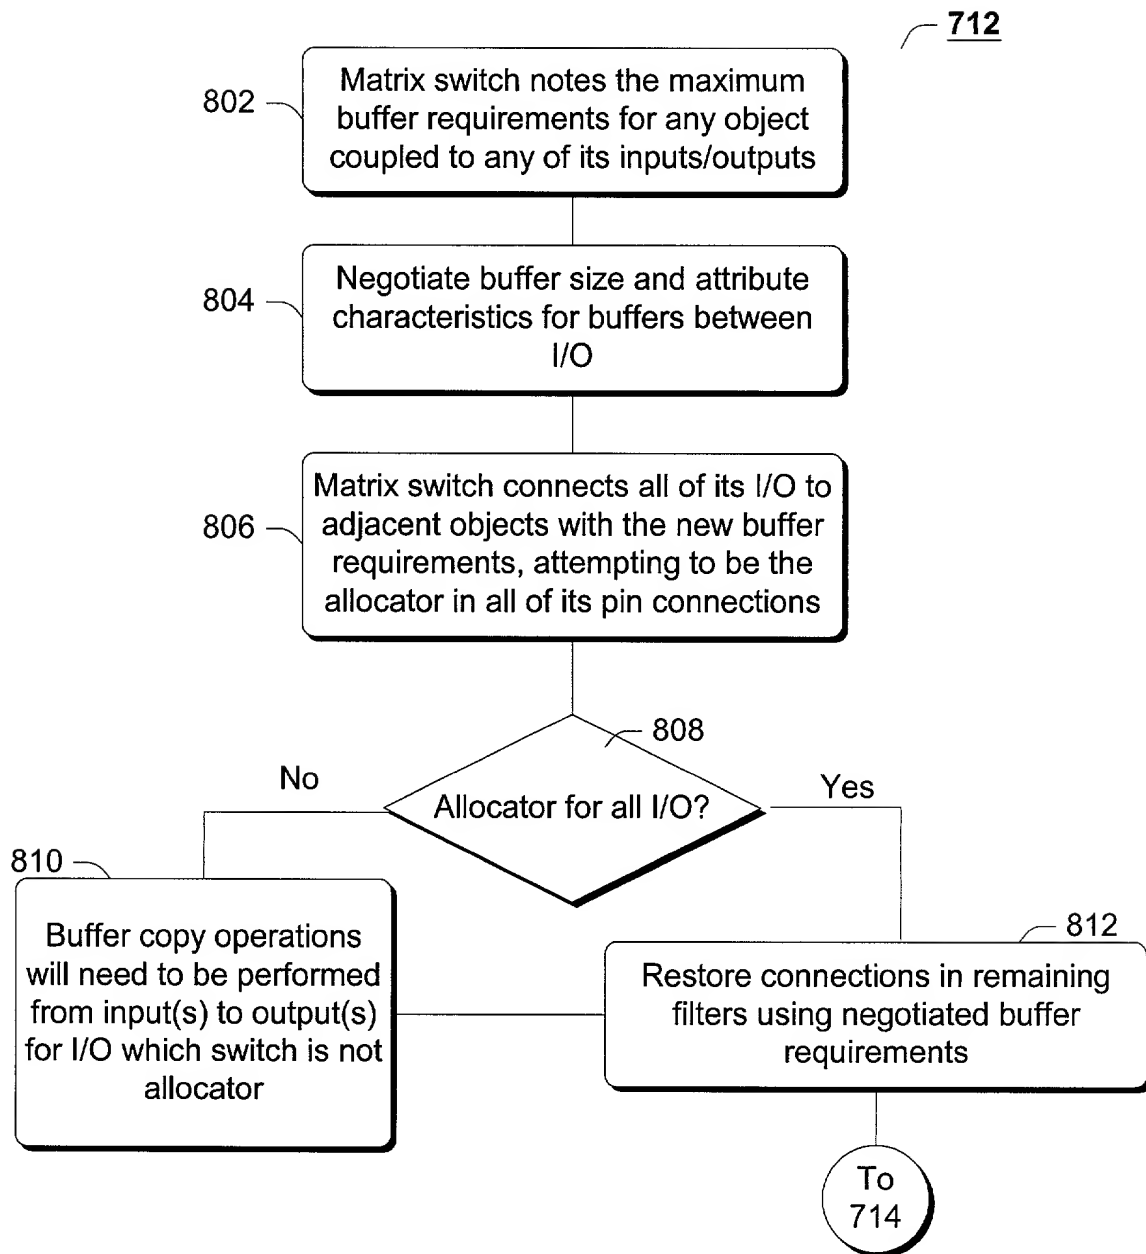 712
802
Matrix switch notes the maximum
buffer requirements for any object
coupled to any of its inputs/outputs
804
Negotiate buffer size and attribute
characteristics for buffers between
I/O
806
Matrix switch connects all of its I/O to
adjacent objects with the new buffer
requirements, attempting to be the
allocator in all of its pin connections
808
No
Allocator for all I/O?
Yes
810
Buffer copy operations
will need to be performed
from input(s) to output(s)
for I/O which switch is not
allocator
812
Restore connections in remaining
filters using negotiated buffer
requirements
To
714